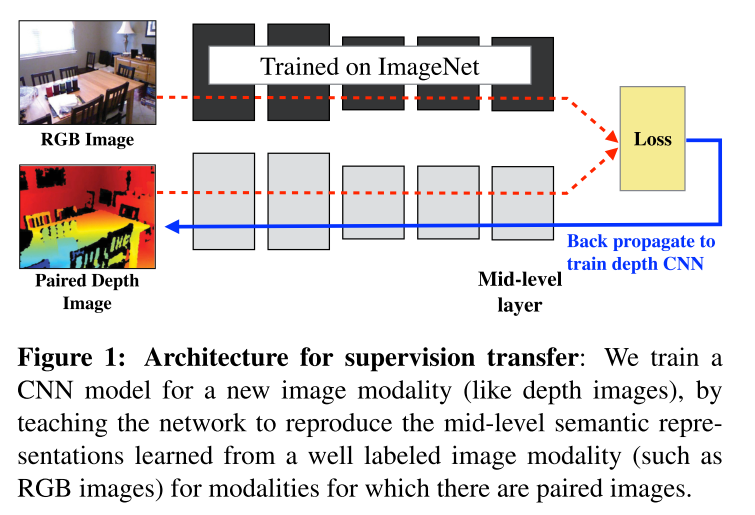 Trained on ImageNet
RGB Image
Loss
Paired Depth
Image
Back propagate to
train depth CNN
Mid-level
layer
Figure 1: Architecture for supervision transfer: We train a
CNN model for a new image modality (like depth images), by
teaching the network to reproduce the mid-level semantic repre-
sentations learned from a well labeled image modality (such as
RGB images) for modalities for which there are paired images.